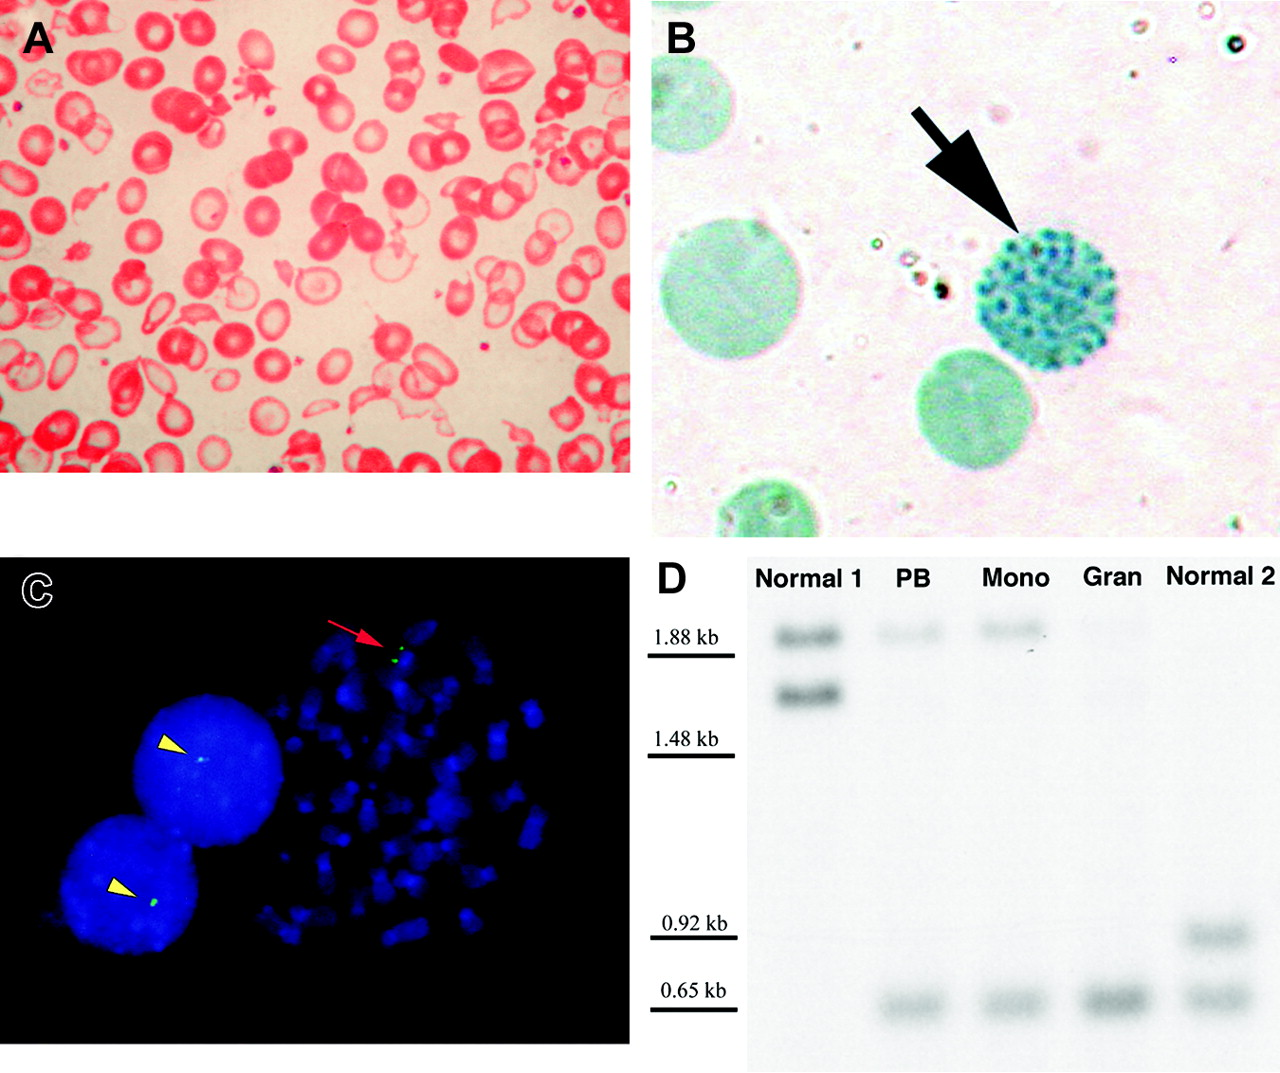 A
B
C
D
Normal 1 PB Mono Gran Normal 2
1.88 kb
1.48 kb
0.92 kb
0.65 kb